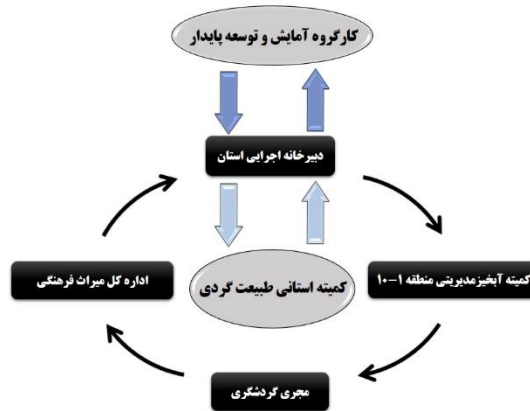 کارگروه آمایش و توسعه پایدار
دبیرخانه اجرایی استان
اداره کل میراث فرهنگی
کمیته استانی طبیعت گردی
کمیته آبخیزمدیریتی منطقه ۱-۱۰
مجری گردشگری